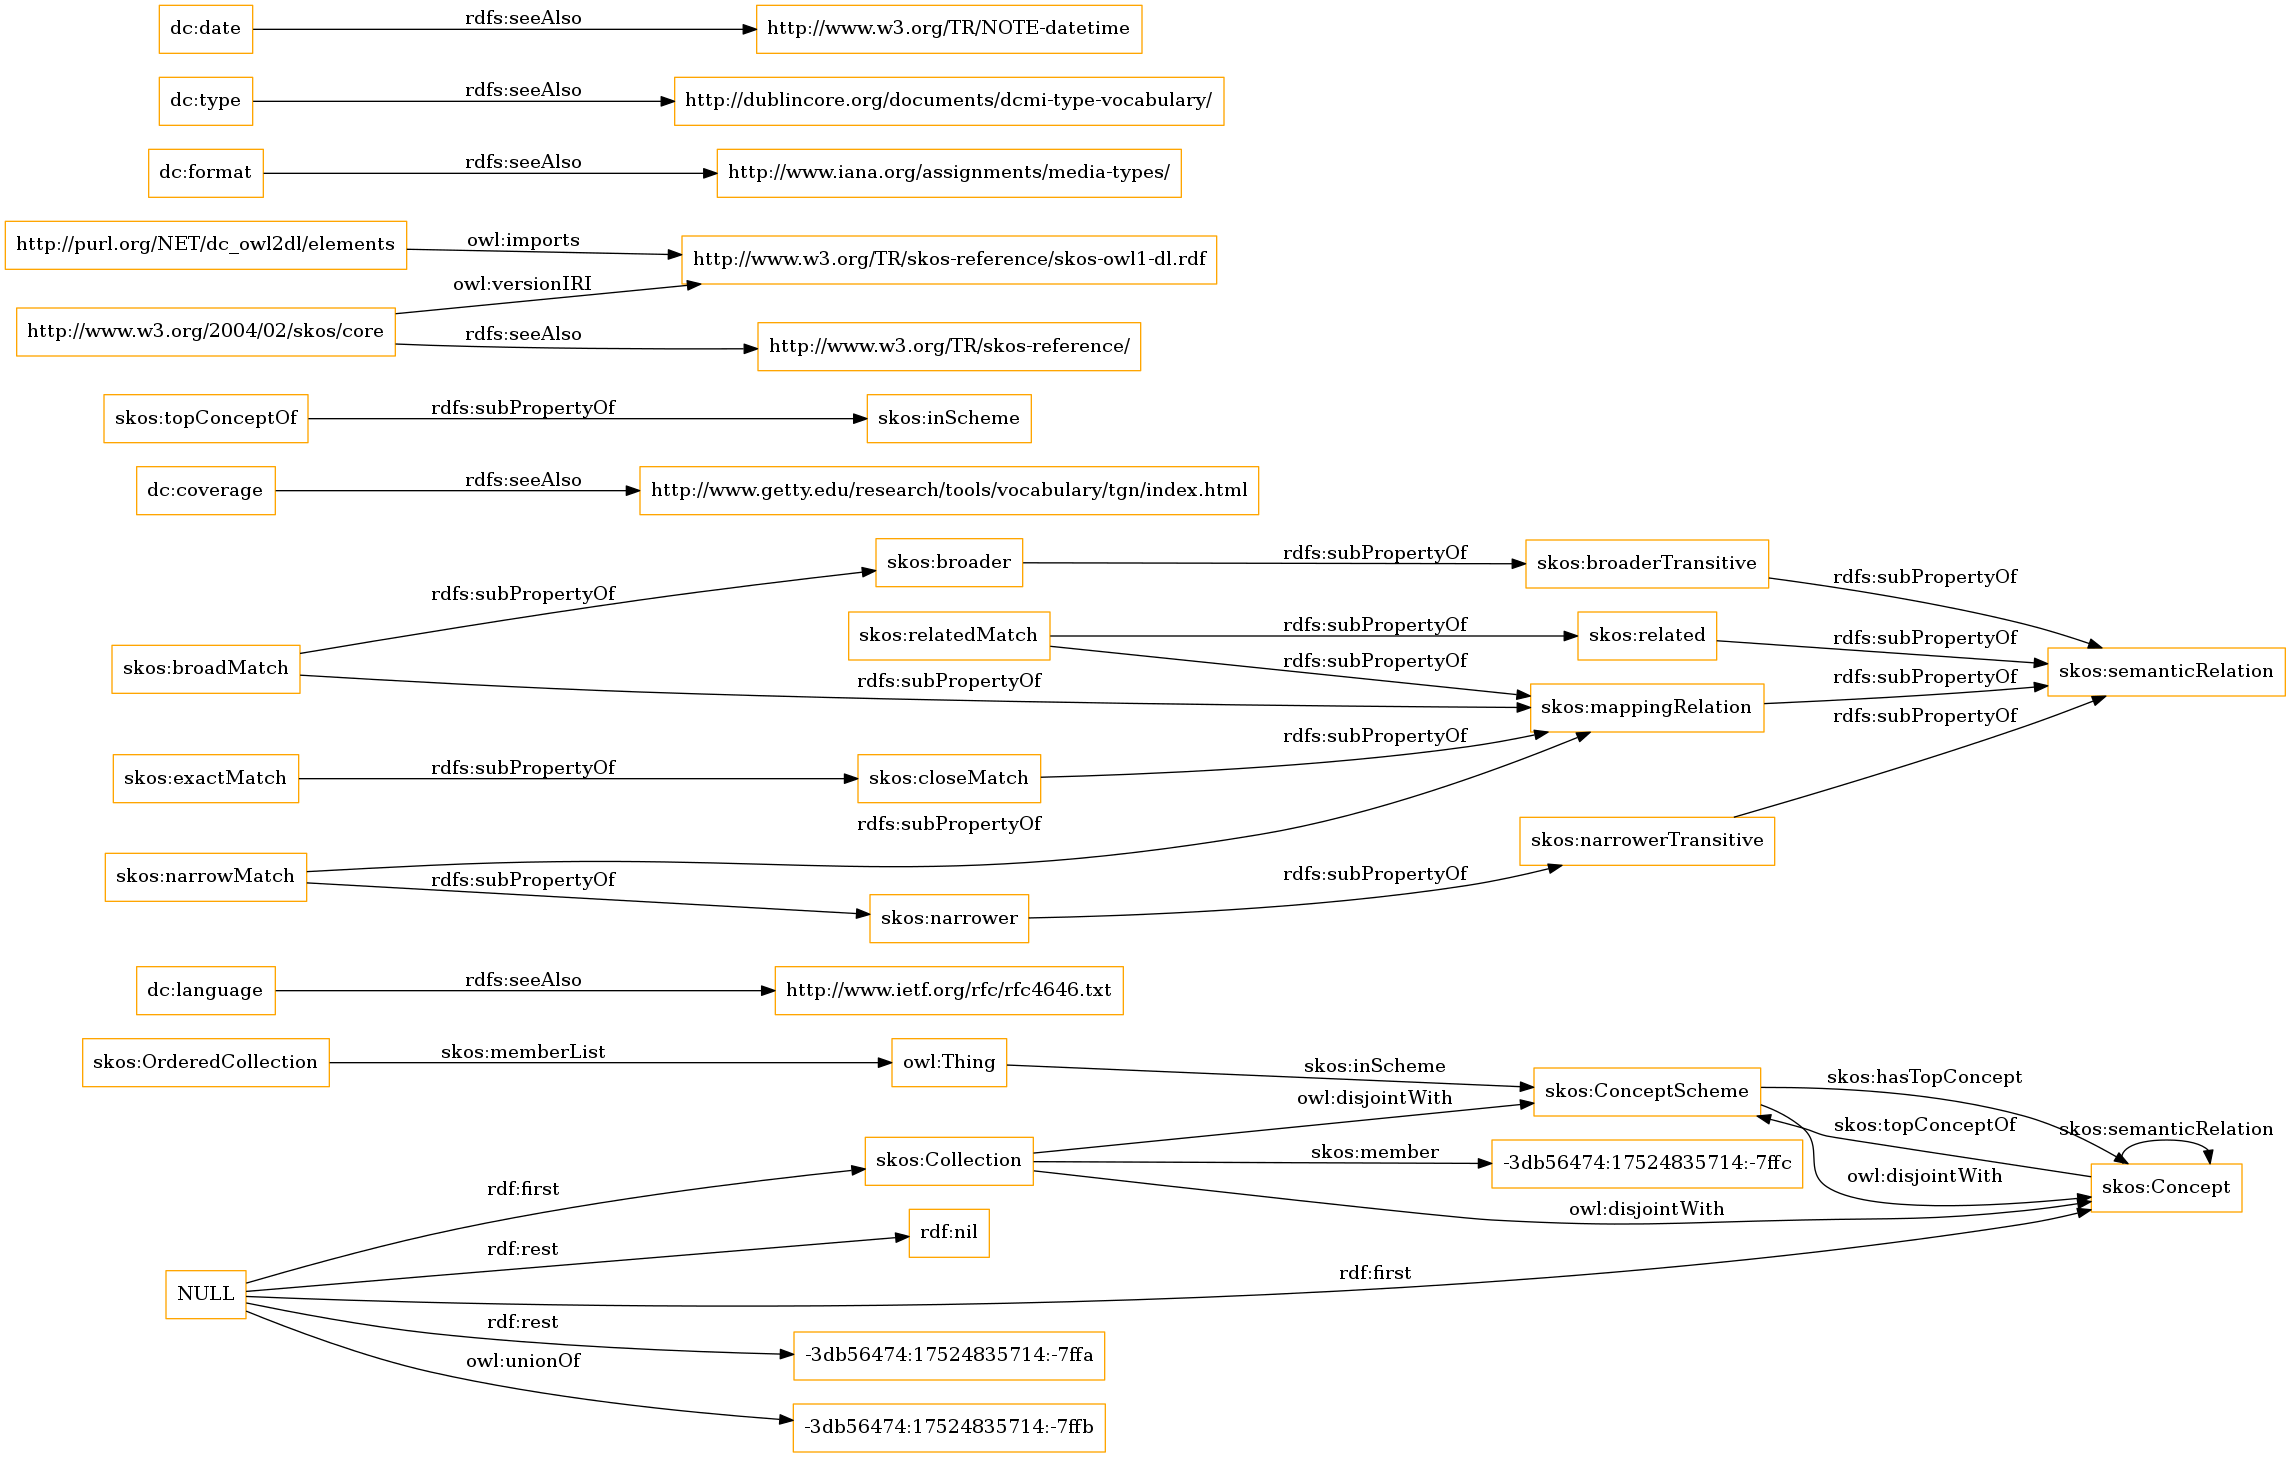 dc:date
rdfs:seeAlso
http://www.w3.org/TR/NOTE-datetime
dc:type
rdfs:seeAlso
http://dublincore.org/documents/dcmi-type-vocabulary/
dc:format
rdfs:seeAlso
http://www.iana.org/assignments/media-types/
http://purl.org/NET/dc_owl2dl/elements
owl:imports
http://www.w3.org/TR/skos-reference/skos-owl1-dl.rdf
owl:versionIRI
http://www.w3.org/2004/02/skos/core
rdfs:seeAlso
http://www.w3.org/TR/skos-reference/
skos:topConceptOf
rdfs:subPropertyOf
skos:inScheme
dc:coverage
rdfs:seeAlso
http://www.getty.edu/research/tools/vocabulary/tgn/index.html
skos:broader
rdfs:subPropertyOf
skos:broaderTransitive
rdfs:subPropertyOf
rdfs:subPropertyOf
skos:relatedMatch
rdfs:subPropertyOf
skos:related
rdfs:subPropertyOf
skos:broadMatch
rdfs:subPropertyOf
rdfs:subPropertyOf
skos:semanticRelation
rdfs:subPropertyOf
skos:mappingRelation
rdfs:subPropertyOf
rdfs:subPropertyOf
skos:exactMatch
rdfs:subPropertyOf
skos:closeMatch
rdfs:subPropertyOf
skos:narrowerTransitive
skos:narrowMatch
rdfs:subPropertyOf
rdfs:subPropertyOf
skos:narrower
dc:language
rdfs:seeAlso
http://www.ietf.org/rfc/rfc4646.txt
skos:OrderedCollection
skos:memberList
owl:Thing
skos:inScheme
skos:ConceptScheme
skos:hasTopConcept
owl:disjointWith
skos:topConceptOf
skos:semanticRelation
skos:Collection
skos:member
-3db56474:17524835714:-7ffc
owl:disjointWith
skos:Concept
rdf:first
owl:disjointWith
rdf:nil
rdf:rest
rdf:first
NULL
rdf:rest
-3db56474:17524835714:-7ffa
owl:unionOf
-3db56474:17524835714:-7ffb